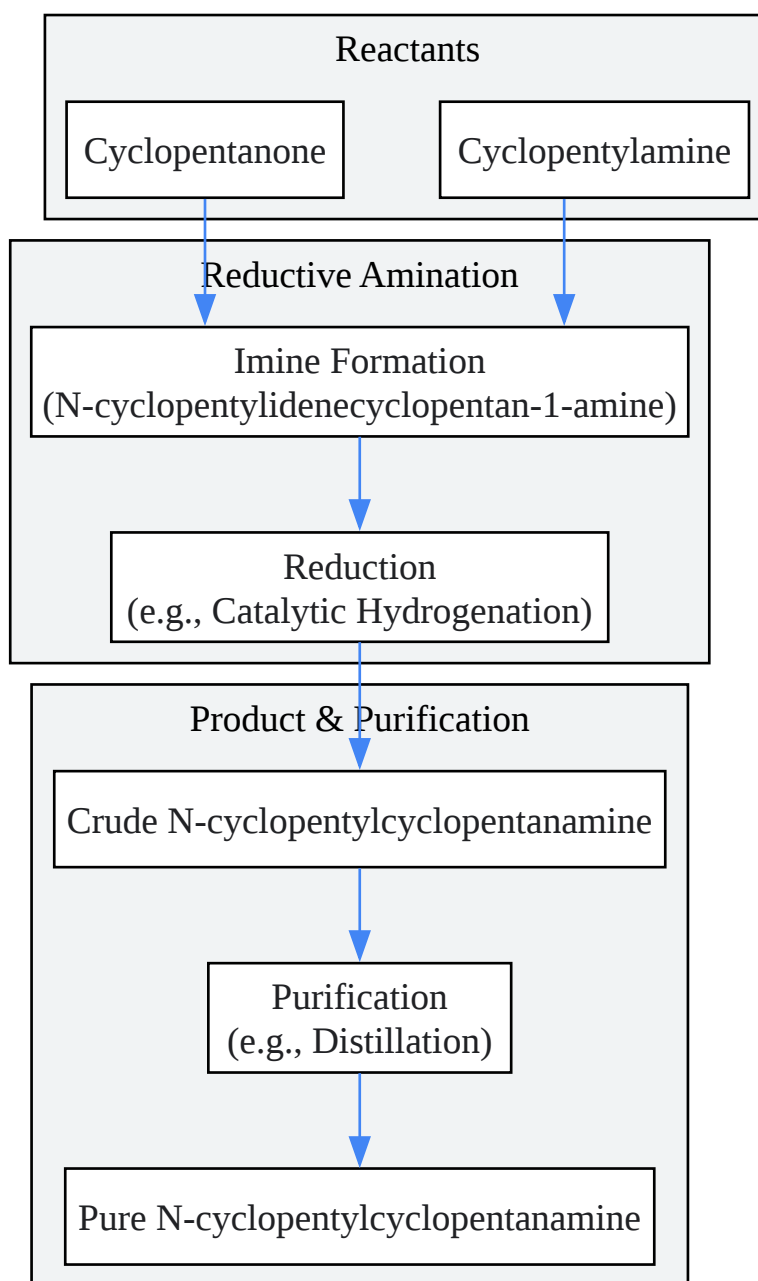 Reactants
Cyclopentanone
Cyclopentylamine
Reductive Amination
Imine Formation
(N-cyclopentylidenecyclopentan-1-amine)
Reduction
(e.g., Catalytic Hydrogenation)
Product & Purification
Crude N-cyclopentylcyclopentanamine
Purification
(e.g., Distillation)
Pure N-cyclopentylcyclopentanamine